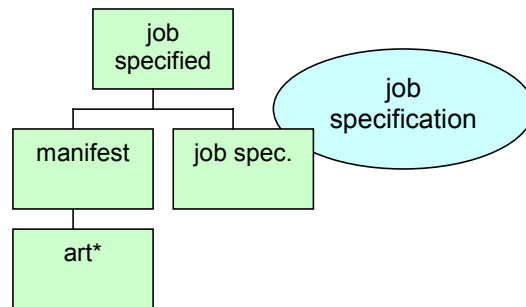 job
specified
job
specification
manifest
job spec.
art*